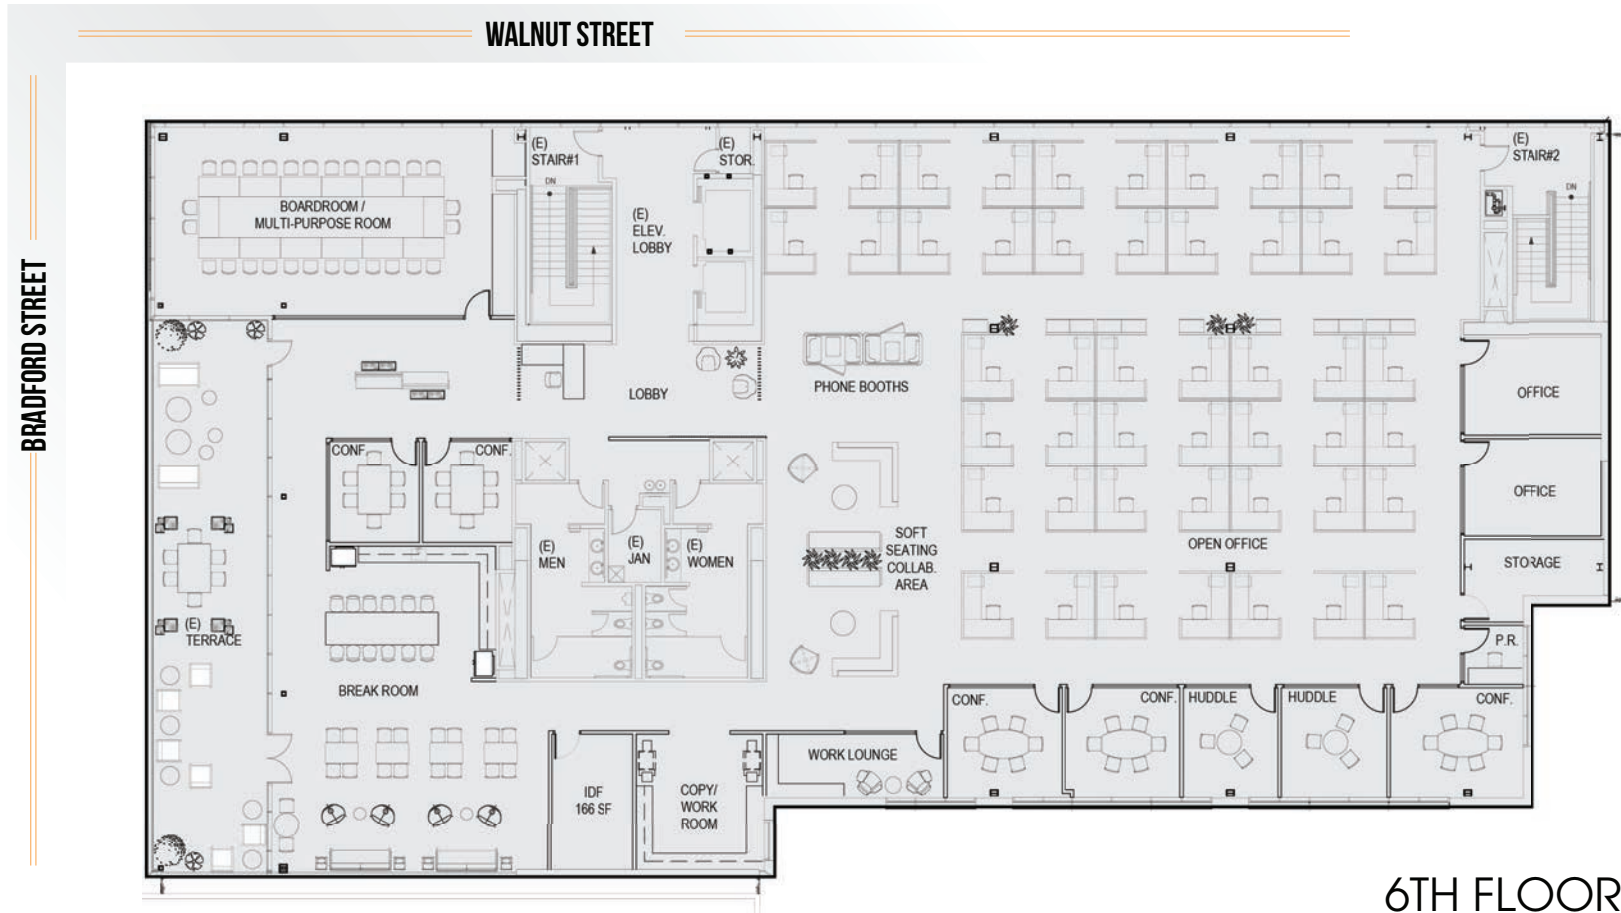 WALNUT STREET
BRADFORD STREET
(E)
STAIR#1
DN
(E)
STOR.
(E)
STAIR#2
DN
BOARDROOM /
MULTI-PURPOSE ROOM
(E)
ELEV.
LOBBY
LOBBY
PHONE BOOTHS
OFFICE
CONF.
CONF.
OFFICE
(E)
MEN
(E)
JAN
(E)
WOMEN
SOFT
SEATING
COLLAB.
AREA
OPEN OFFICE
STORAGE
(E)
TERRACE
P.R.
BREAK ROOM
CONF.
CONF.
HUDDLE
HUDDLE
CONF.
WORK LOUNGE
IDF
166 SF
COPY/
WORK
ROOM
6TH FLOOR